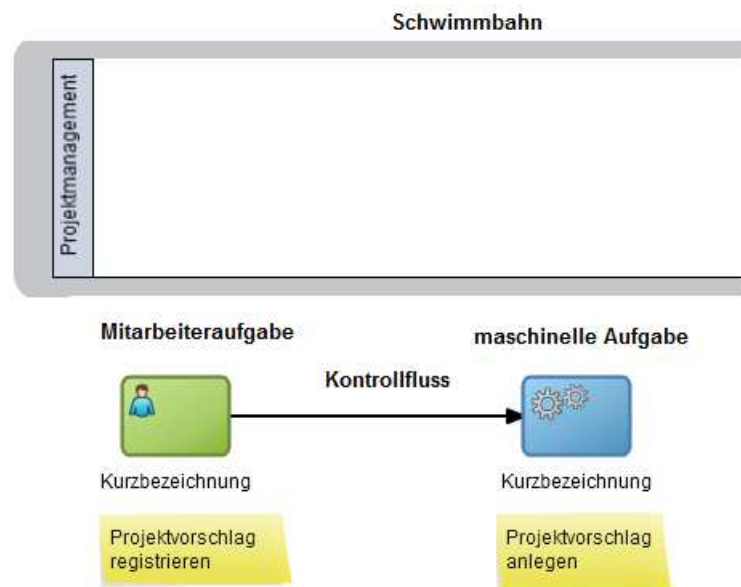 Schwimmbahn
Projektmanagement
Mitarbeiteraufgabe
maschinelle Aufgabe
Kontrollfluss
Kurzbezeichnung
Kurzbezeichnung
Projektvorschlag
registrieren
Projektvorschlag
anlegen